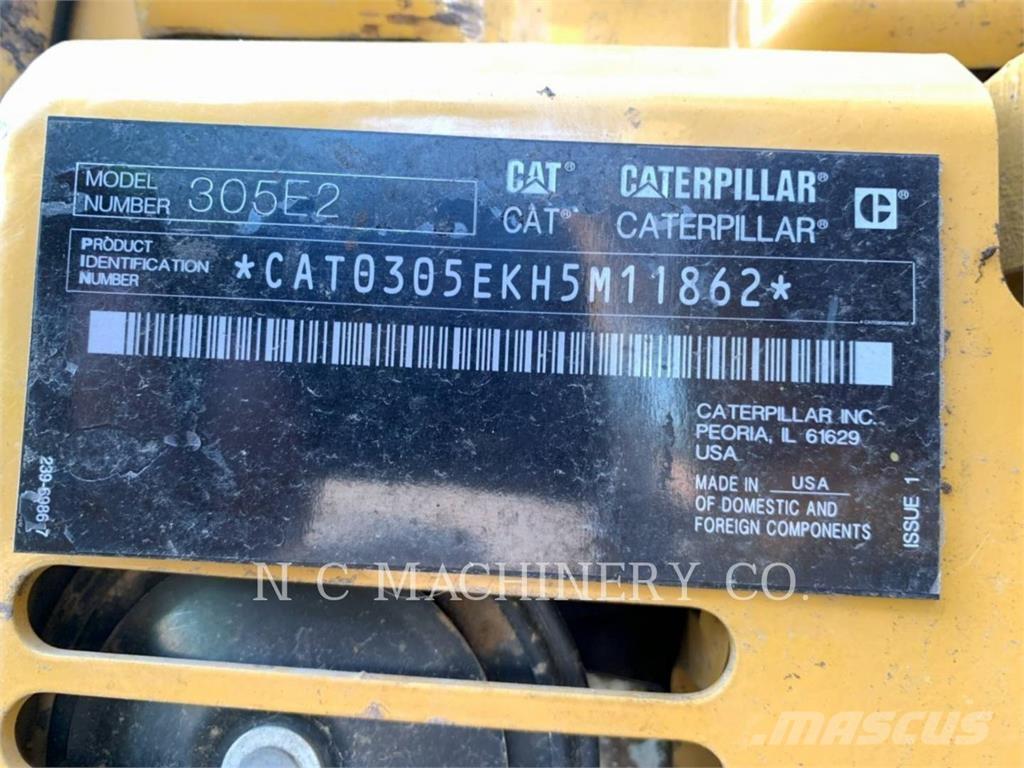 MODEL
NUMBER 305E2
CAT® CATERPILLAR®
CAT® CATERPILLAR®
PRODUCT
IDENTIFICATION
NUMBER
*CAT0305EKH5M11862*
CATERPILLAR INC.
PEORIA, IL 61629
USA
MADE IN USA
OF DOMESTIC AND
FOREIGN COMPONENTS
239-6986 7
ISSUE 1
N C MACHINERY CO.
MASCUS